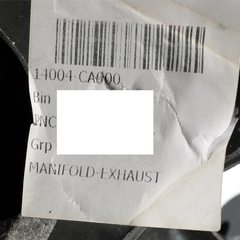 14004-CA000
Bin
PNC
Grp
MANIFOLD-EXHAUST